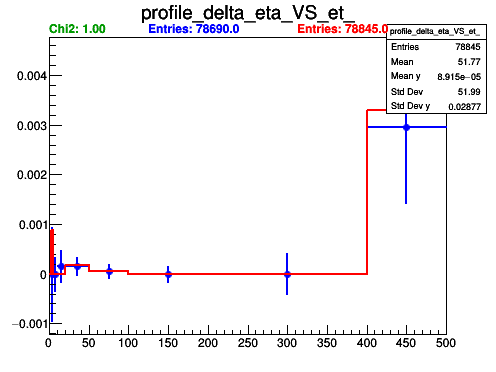 profile_delta_eta_VS_et_
Chi2: 1.00 Entries: 78690.0 Entries: 78845.0
profile_delta_eta_VS_et_
Entries 78845
Mean 51.77
Mean y 8.915e-05
Std Dev 51.99
Std Dev y 0.02877
0.004
0.003
0.002
0.001
0
−0.001
0 50 100 150 200 250 300 350 400 450 500